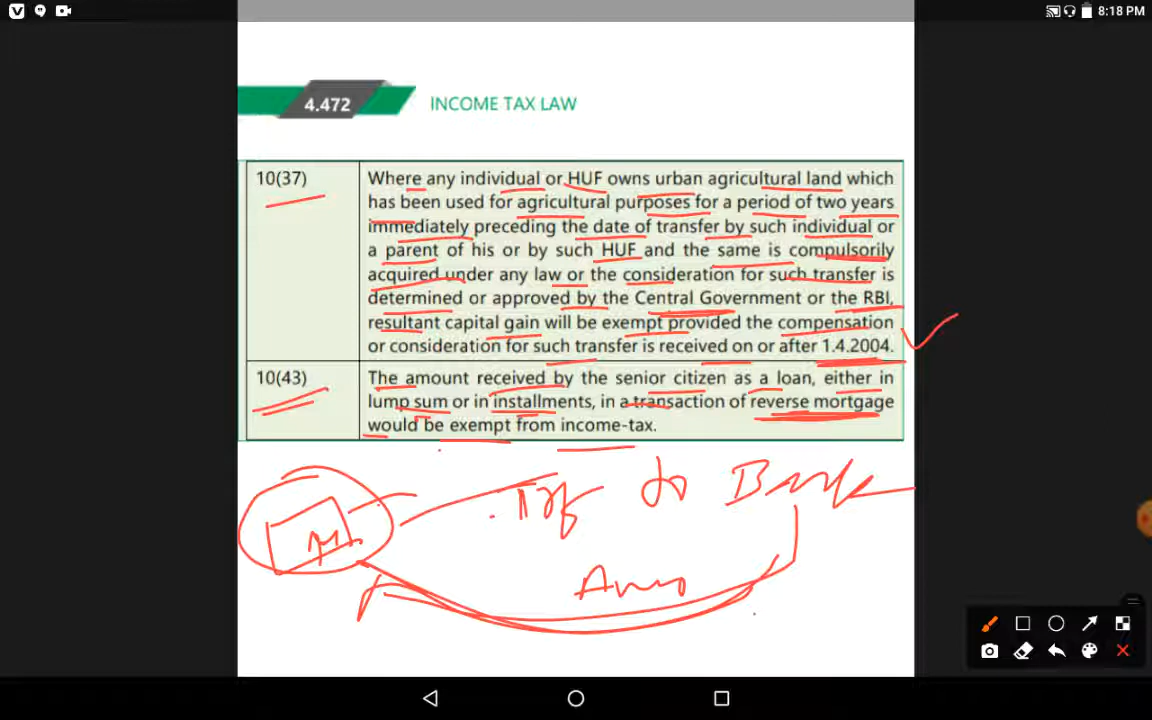 8:18 PM
4.472 INCOME TAX LAW
10(37) Where any individual or HUF owns urban agricultural land which
has been used for agricultural purposes for a period of two years
immediately preceding the date of transfer by such individual or
a parent of his or by such HUF and the same is compulsorily
acquired under any law or the consideration for such transfer is
determined or approved by the Central Government or the RBI,
resultant capital gain will be exempt provided the compensation
or consideration for such transfer is received on or after 1.4.2004.
10(43) The amount received by the senior citizen as a loan, either in
lump sum or in installments, in a transaction of reverse mortgage
would be exempt from income-tax.
to Bank